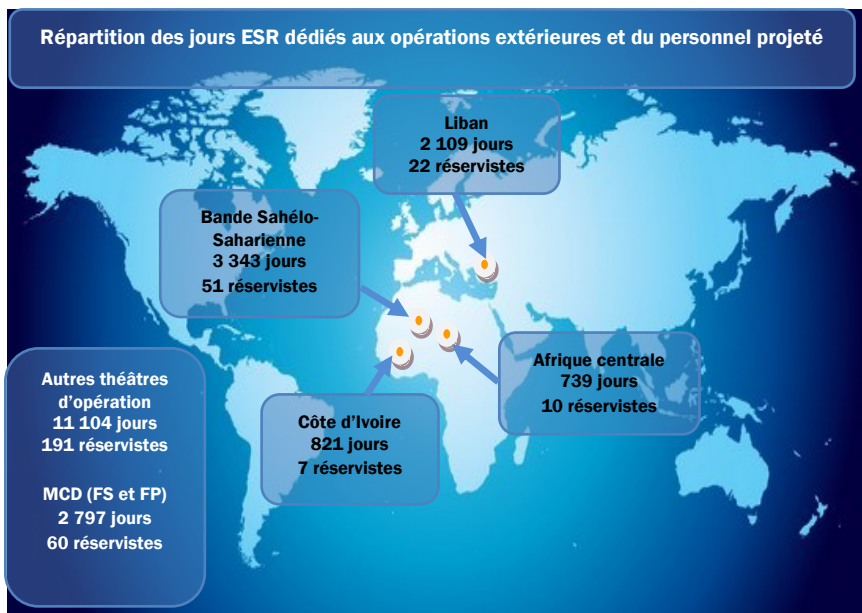 Répartition des jours ESR dédiés aux opérations extérieures et du personnel projeté
Liban
2 109 jours
22 réservistes
Bande Sahélo-
Saharienne
3 343 jours
51 réservistes
Afrique centrale
739 jours
10 réservistes
Côte d'Ivoire
821 jours
7 réservistes
Autres théâtres
d'opération
11 104 jours
191 réservistes
MCD (FS et FP)
2 797 jours
60 réservistes